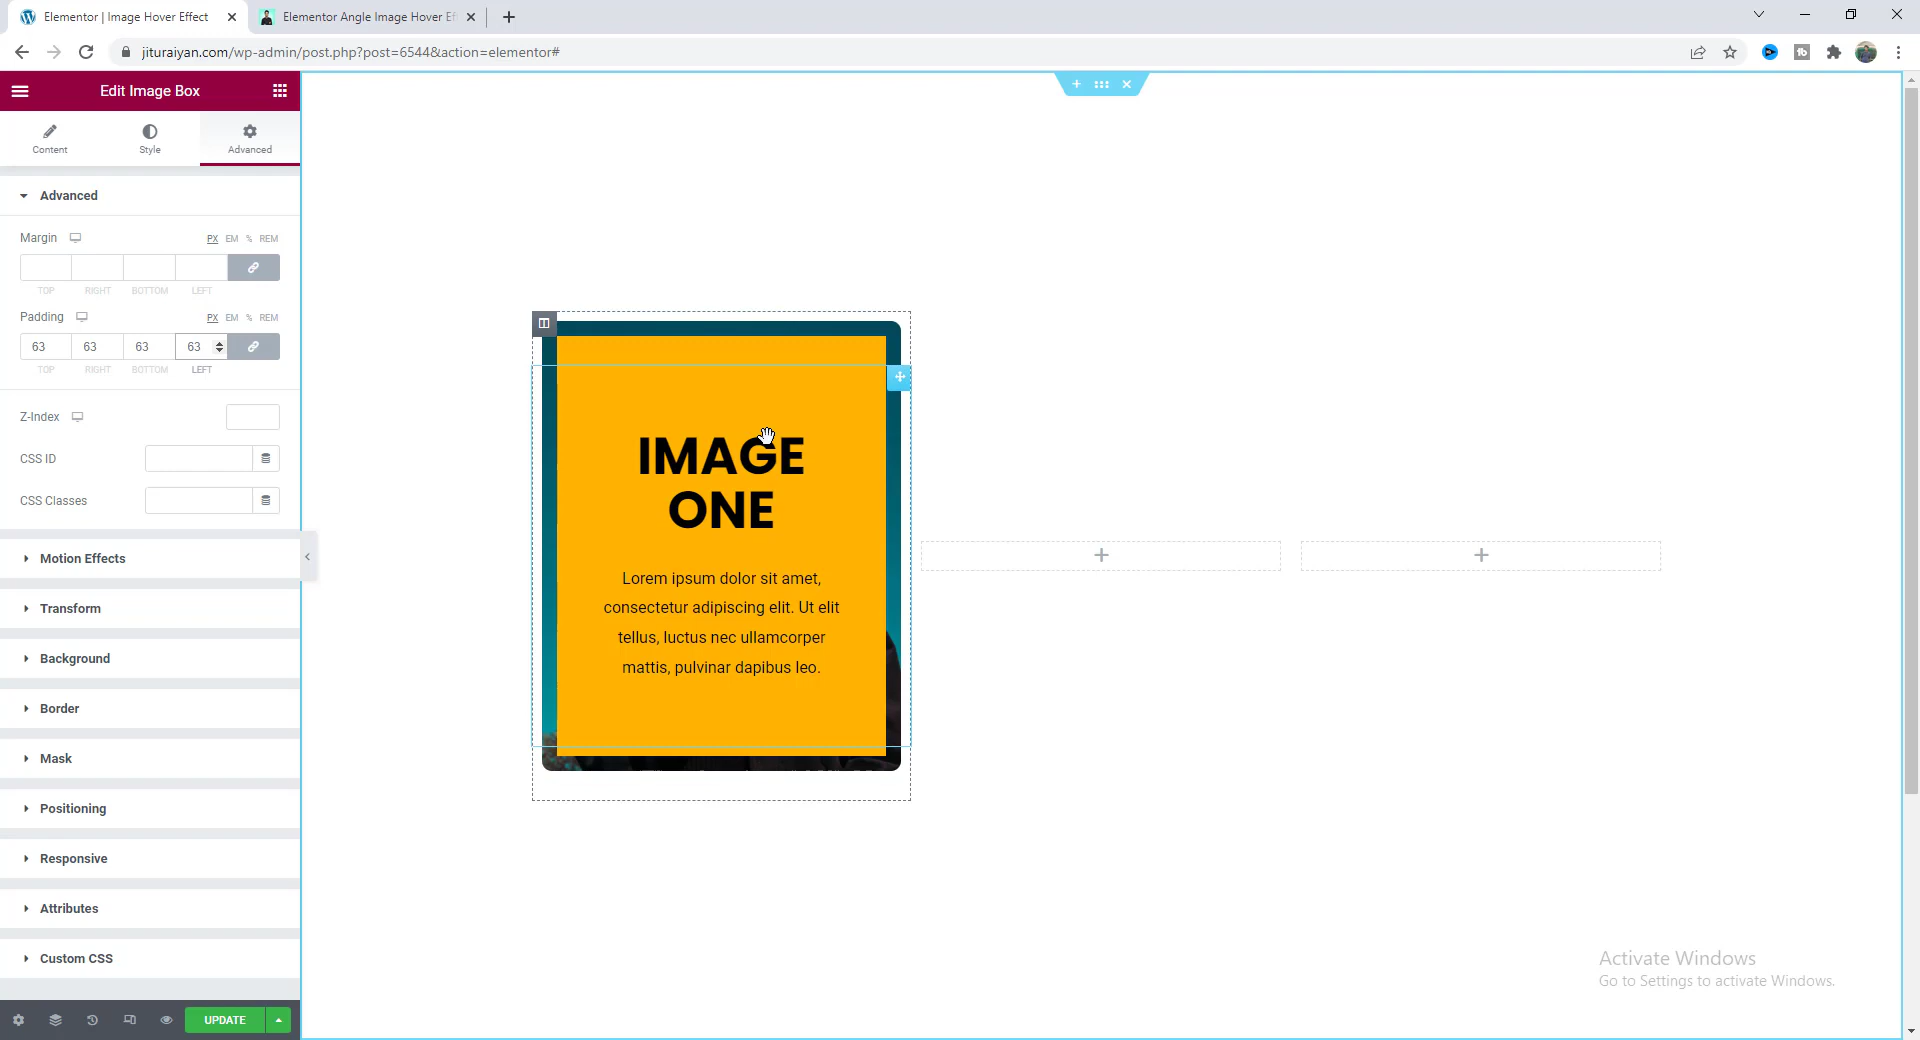 Elementor | Image Hover Effect
Elementor Angle Image Hover Ef
jituraiyan.com/wp-admin/post.php?post=6544&action=elementor#
Edit Image Box
Content
Style
Advanced
Advanced
Margin
PX EM % REM
TOP RIGHT BOTTOM LEFT
Padding
PX EM % REM
63 63 63 63
TOP RIGHT BOTTOM LEFT
Z-Index
CSS ID
CSS Classes
Motion Effects
Transform
Background
Border
Mask
Positioning
Responsive
Attributes
Custom CSS
UPDATE
IMAGE
ONE
Lorem ipsum dolor sit amet,
consectetur adipiscing elit. Ut elit
tellus, luctus nec ullamcorper
mattis, pulvinar dapibus leo.
Activate Windows
Go to Settings to activate Windows.